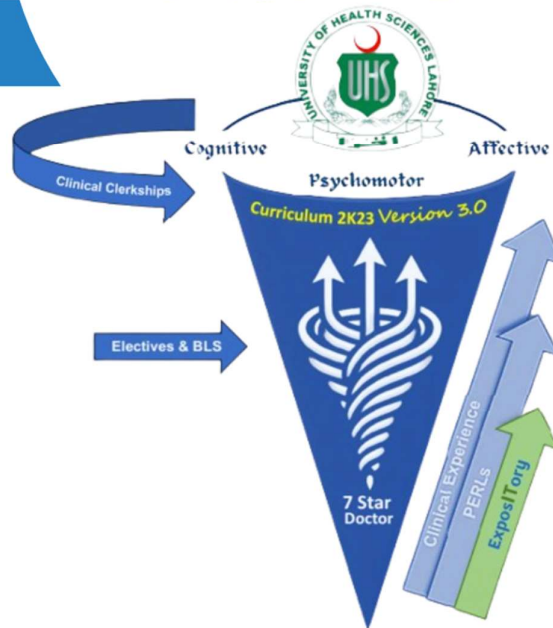 UNIVERSITY OF HEALTH SCIENCES LAHORE
UHS
Cognitive
Affective
Psychomotor
Clinical Clerkships
Curriculum 2K23 Version 3.0
Electives & BLS
7 Star
Doctor
Clinical Experience
PERLs
ExposITory